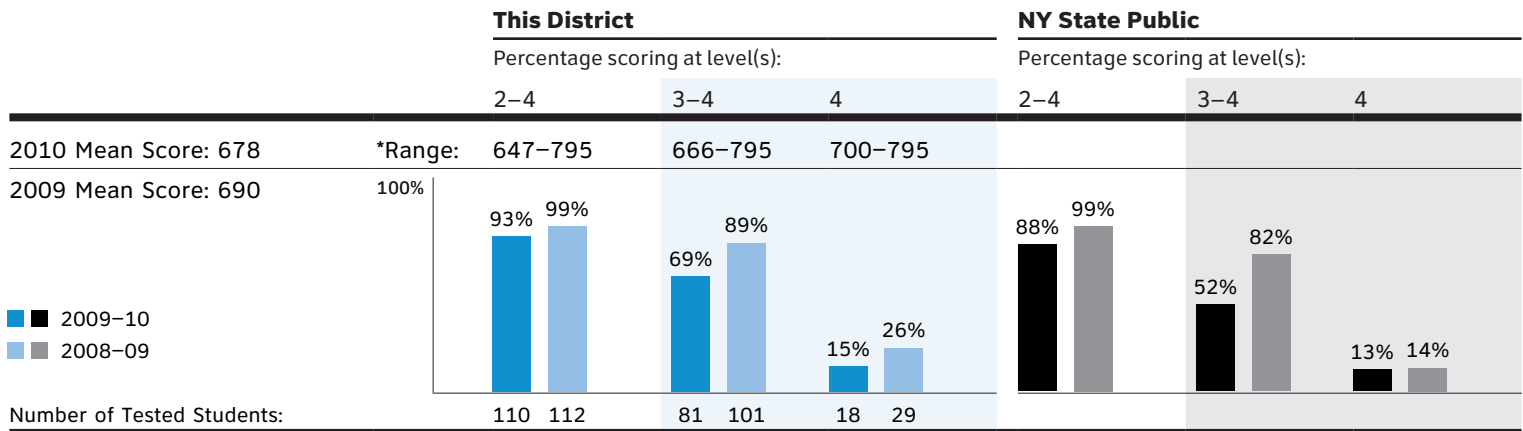 This District NY State Public
Percentage scoring at level(s): Percentage scoring at level(s):
2–4 3–4 4 2–4 3–4 4
2010 Mean Score: 678 *Range: 647–795 666–795 700–795
2009 Mean Score: 690 100%
93% 99% 69% 89% 15% 26% 88% 99% 52% 82% 13% 14%
2009–10
2008–09
Number of Tested Students: 110 112 81 101 18 29